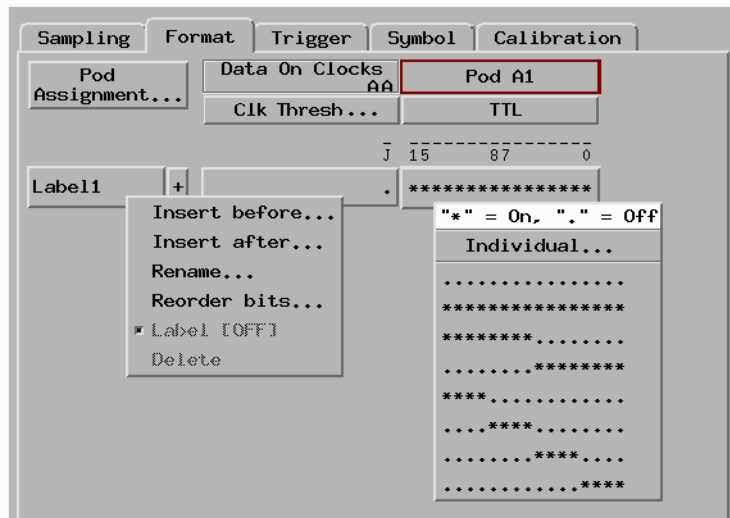 Sampling Format Trigger Symbol Calibration
Pod Assignment... Data On Clocks AA Pod A1
Clk Thresh... TTL
J 15 87 0
Label1 + . ****************
Insert before...
Insert after...
Rename...
Reorder bits...
Label [OFF]
Delete
"*" = On, "." = Off
Individual...
................
****************
********........
........********
****............
....****........
........****....
............****